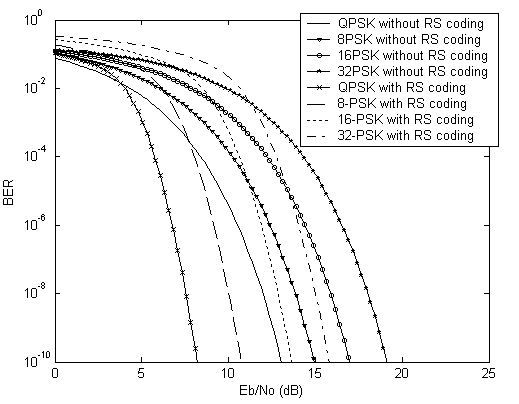 QPSK without RS coding
8PSK without RS coding
16PSK without RS coding
32PSK without RS coding
QPSK with RS coding
8-PSK with RS coding
16-PSK with RS coding
32-PSK with RS coding
10^0
10^-2
10^-4
10^-6
10^-8
10^-10
BER
0 5 10 15 20 25
Eb/No (dB)